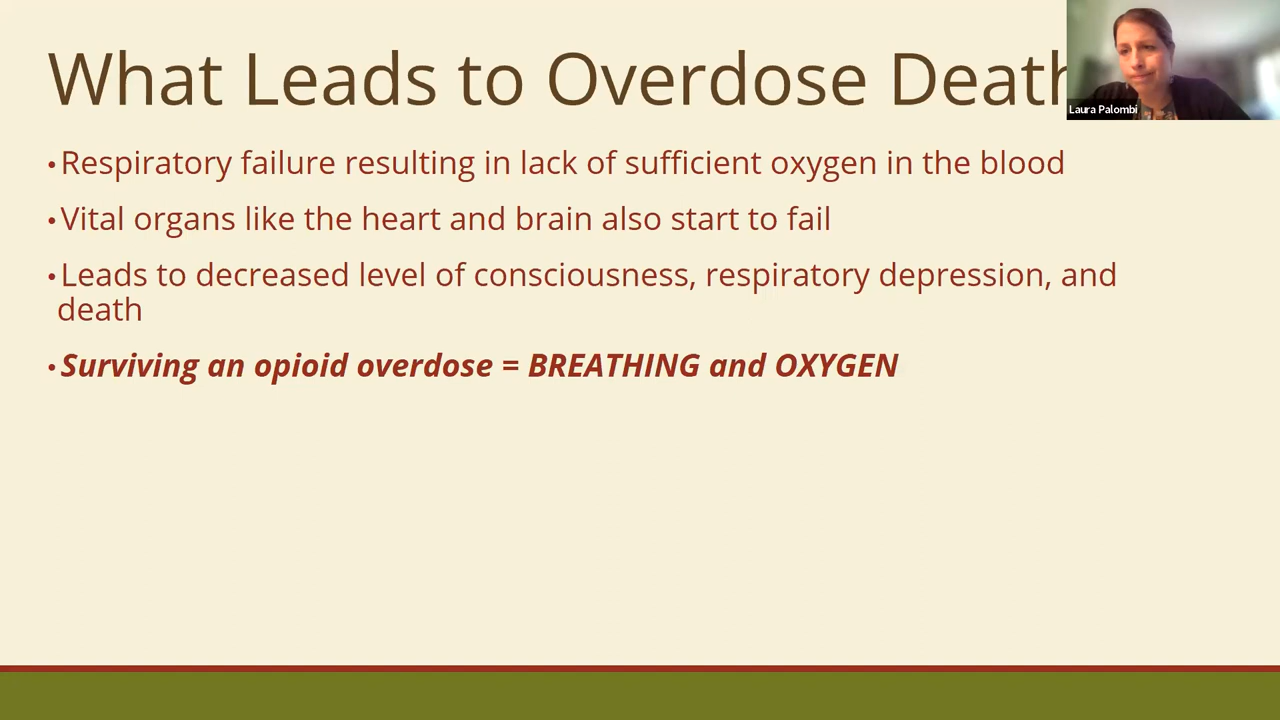 What Leads to Overdose Death
Laura Palombi
• Respiratory failure resulting in lack of sufficient oxygen in the blood
• Vital organs like the heart and brain also start to fail
• Leads to decreased level of consciousness, respiratory depression, and
death
• Surviving an opioid overdose = BREATHING and OXYGEN